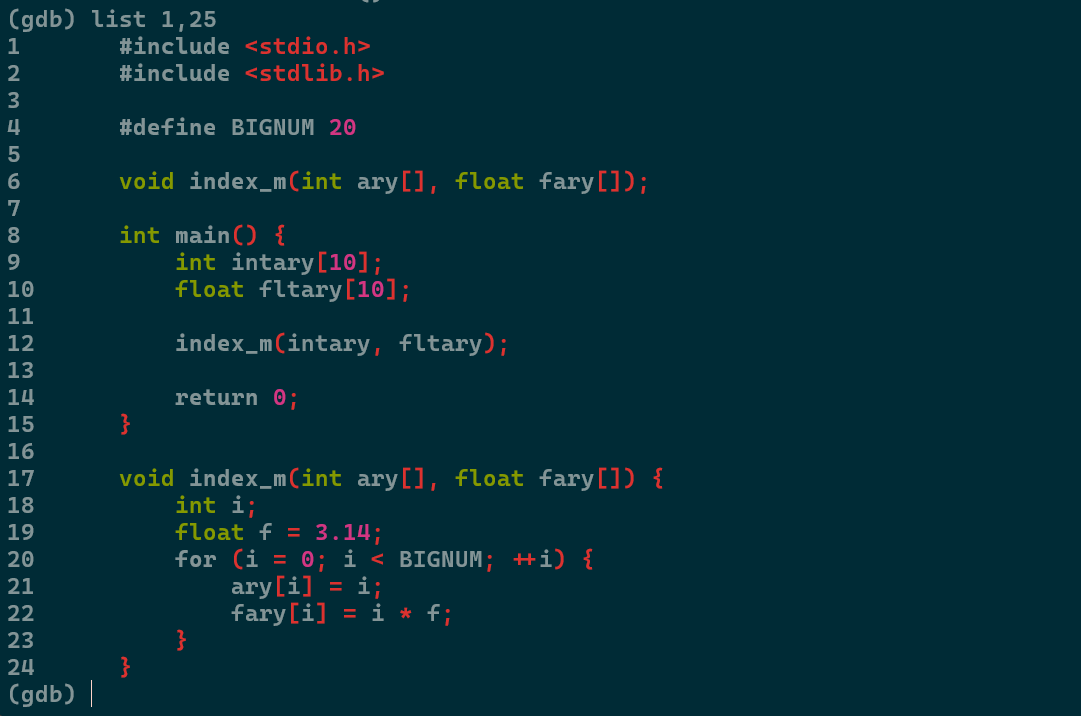 (gdb) list 1,25
1       #include <stdio.h>
2       #include <stdlib.h>
3
4       #define BIGNUM 20
5
6       void index_m(int ary[], float fary[]);
7
8       int main() {
9           int intary[10];
10          float fltary[10];
11
12          index_m(intary, fltary);
13
14          return 0;
15      }
16
17      void index_m(int ary[], float fary[]) {
18          int i;
19          float f = 3.14;
20          for (i = 0; i < BIGNUM; ++i) {
21              ary[i] = i;
22              fary[i] = i * f;
23          }
24      }
(gdb)